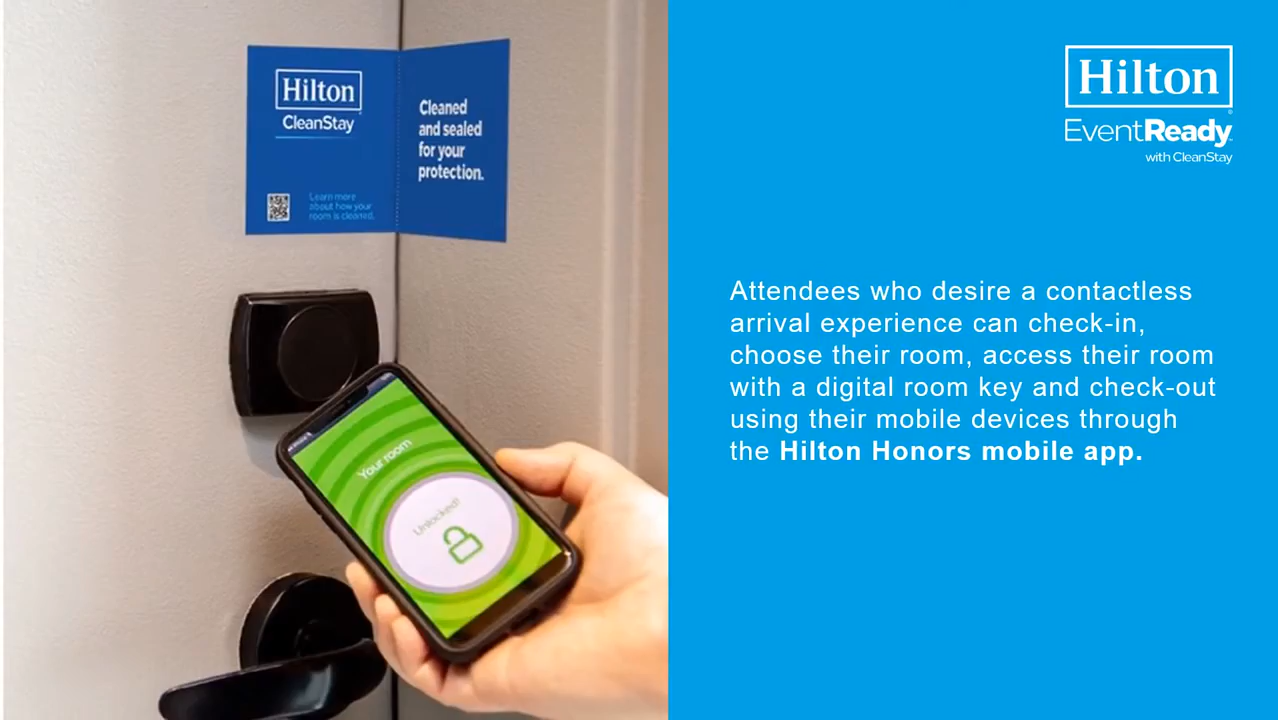 Hilton
CleanStay
Learn more
about how your
room is cleaned.
Cleaned
and sealed
for your
protection.
Your room
Unlocked!
Hilton
EventReady
with CleanStay
Attendees who desire a contactless
arrival experience can check-in,
choose their room, access their room
with a digital room key and check-out
using their mobile devices through
the Hilton Honors mobile app.